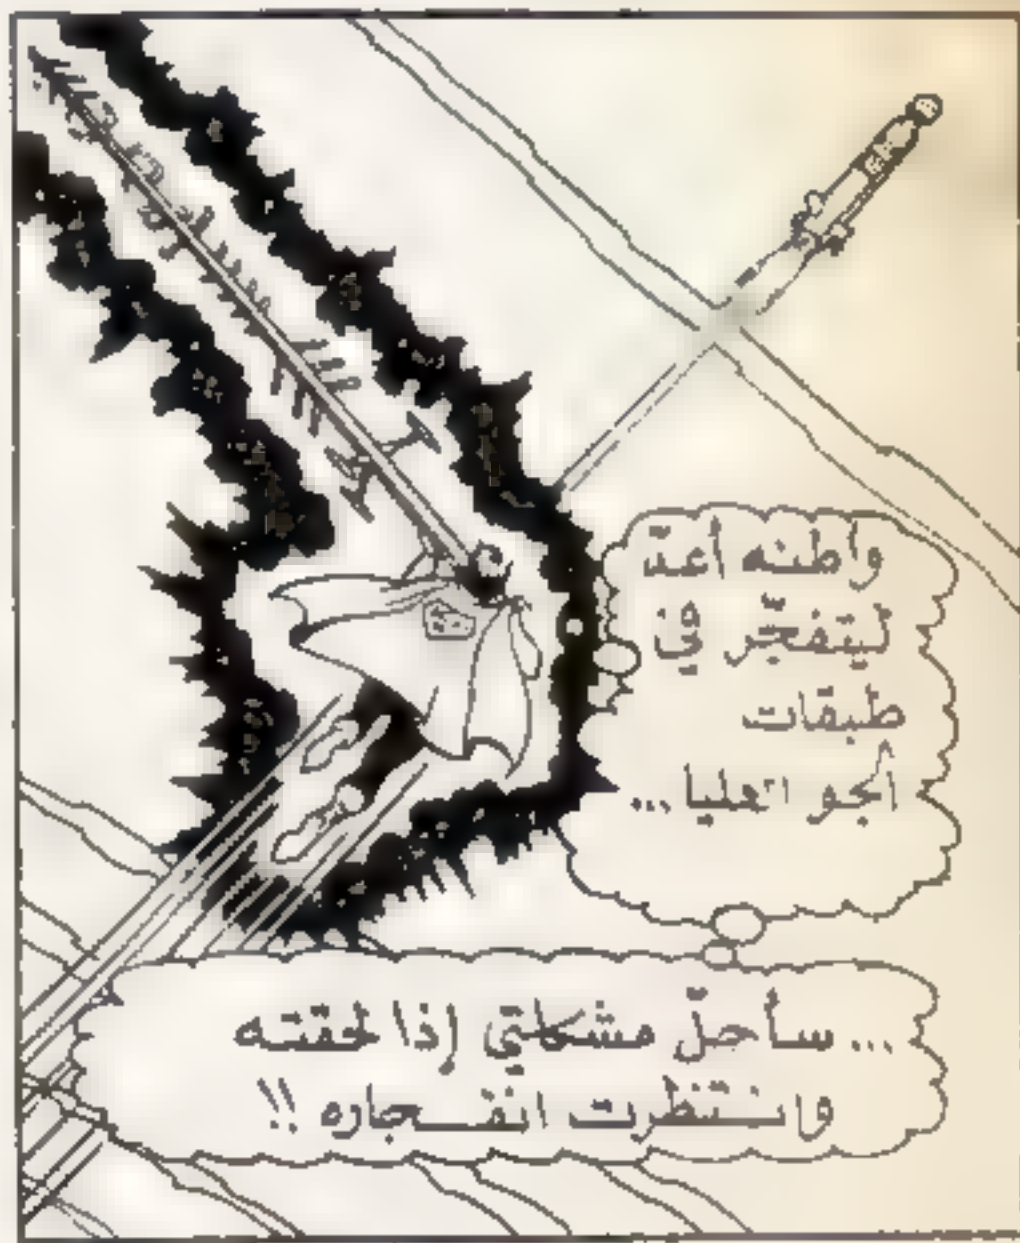 واظنه أعدّ
ليتفجّر في
طبقات
الجو العليا...
... سأحلّ مشكلتي إذا لحقته
وانتظرت انفجاره !!